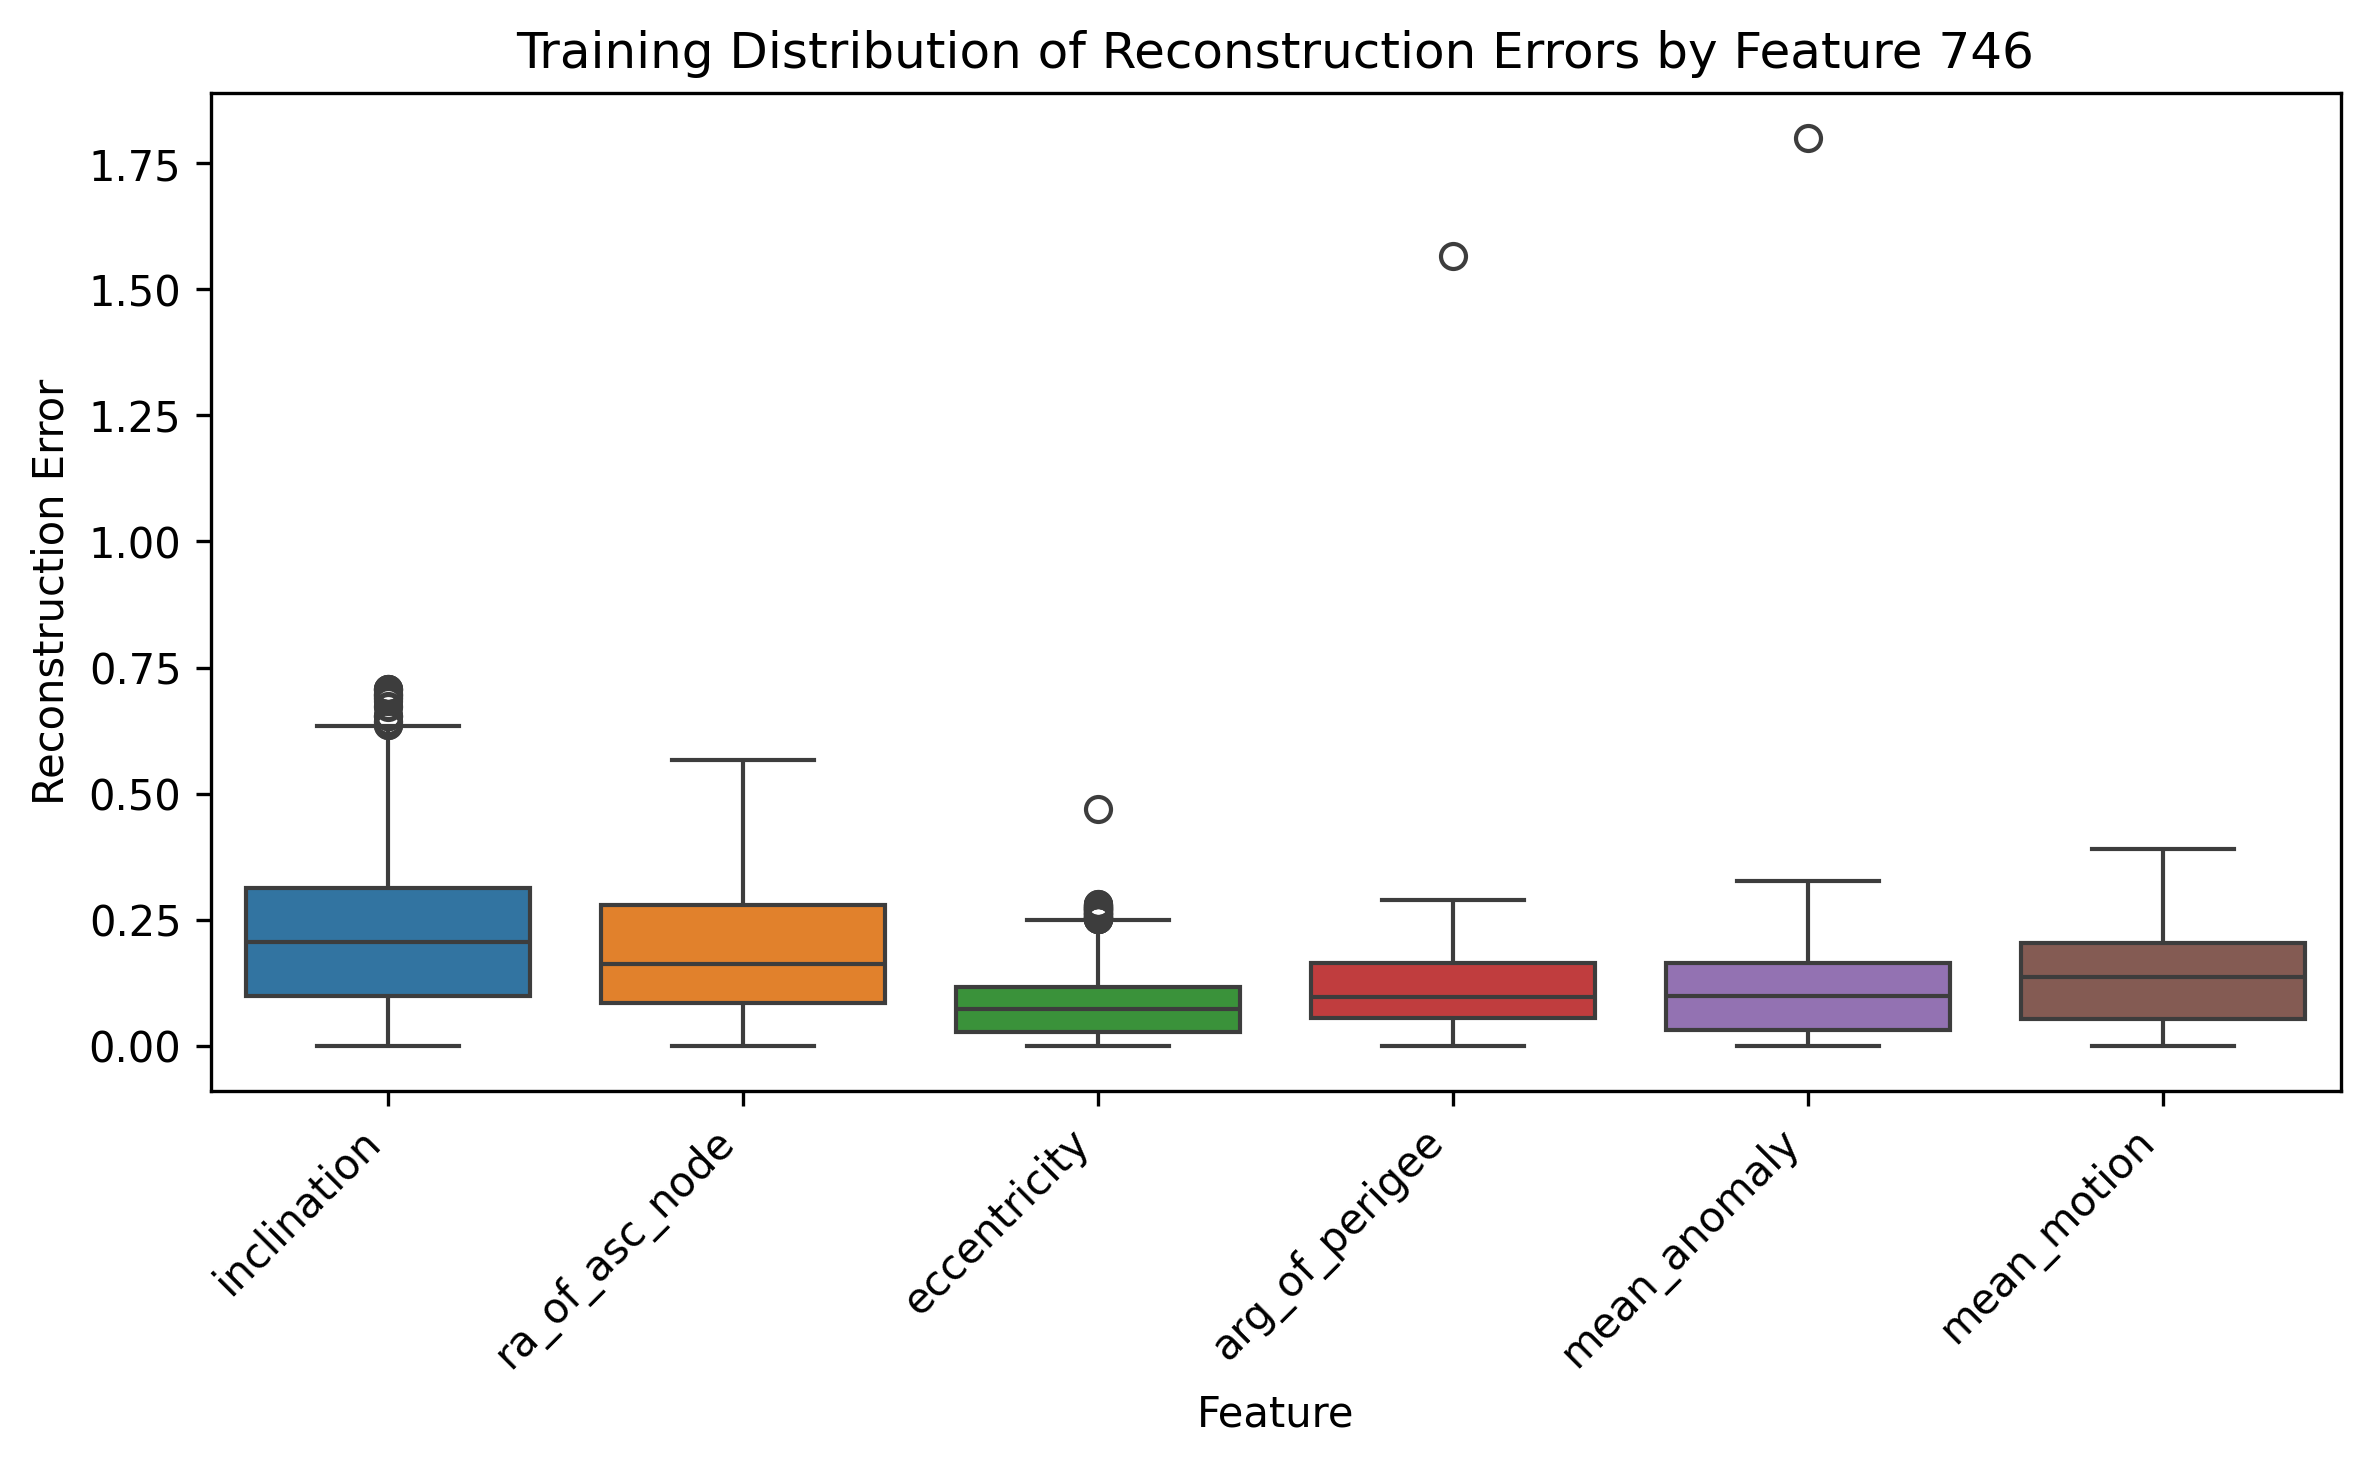 Training Distribution of Reconstruction Errors by Feature 746
Reconstruction Error
1.75
1.50
1.25
1.00
0.75
0.50
0.25
0.00
inclination
ra_of_asc_node
eccentricity
arg_of_perigee
mean_anomaly
mean_motion
Feature